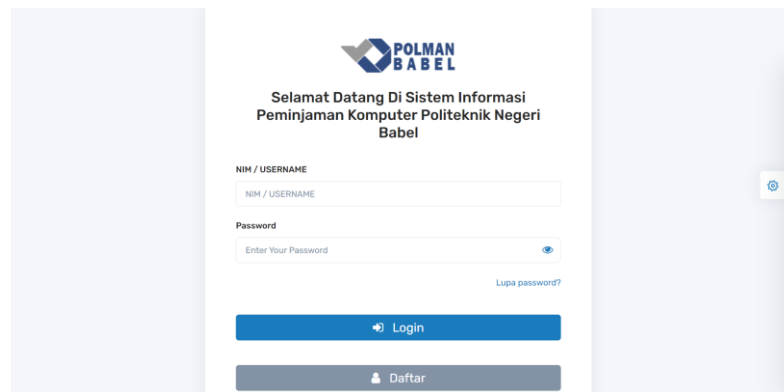 POLMAN
BABEL
Selamat Datang Di Sistem Informasi
Peminjaman Komputer Politeknik Negeri
Babel
NIM / USERNAME
NIM / USERNAME
Password
Enter Your Password
Lupa password?
Login
Daftar